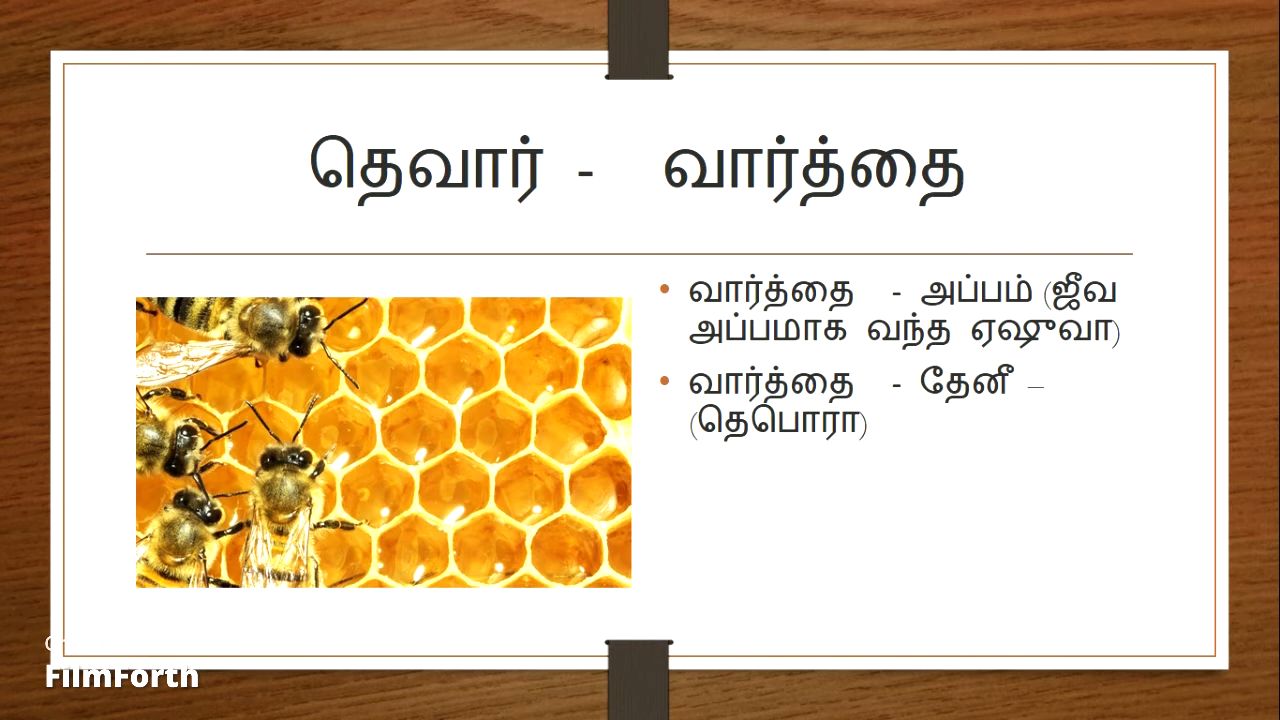 தெவார் - வார்த்தை
• வார்த்தை - அப்பம் (ஜீவ
அப்பமாக வந்த ஏஷுவா)
• வார்த்தை - தேனீ –
(தெபொரா)
FilmForth